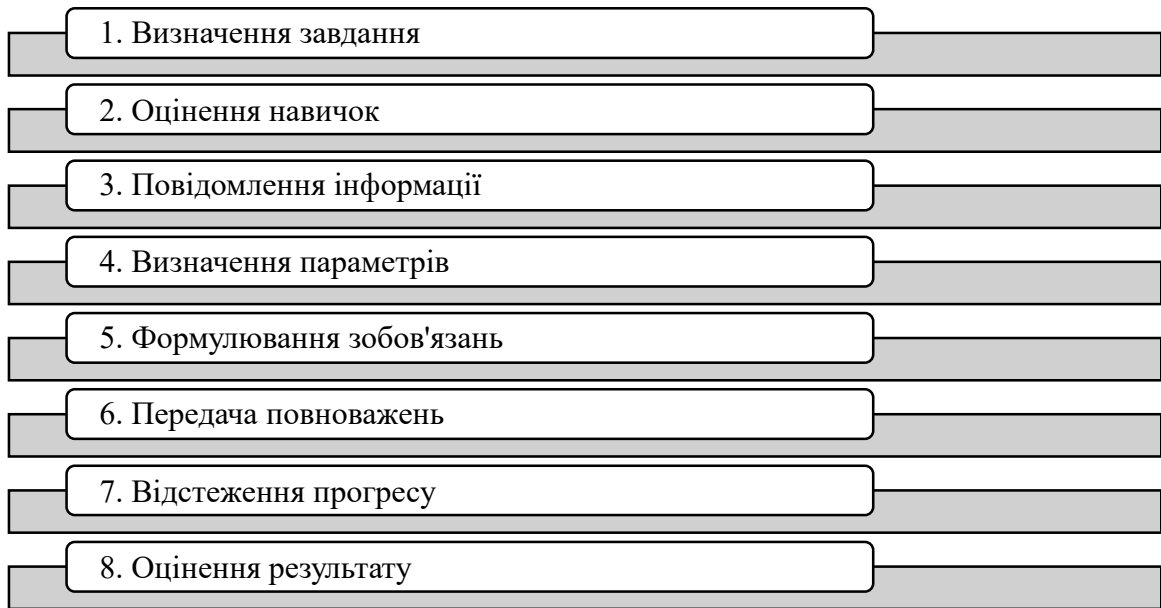 1. Визначення завдання
2. Оцінення навичок
3. Повідомлення інформації
4. Визначення параметрів
5. Формулювання зобов'язань
6. Передача повноважень
7. Відстеження прогресу
8. Оцінення результату